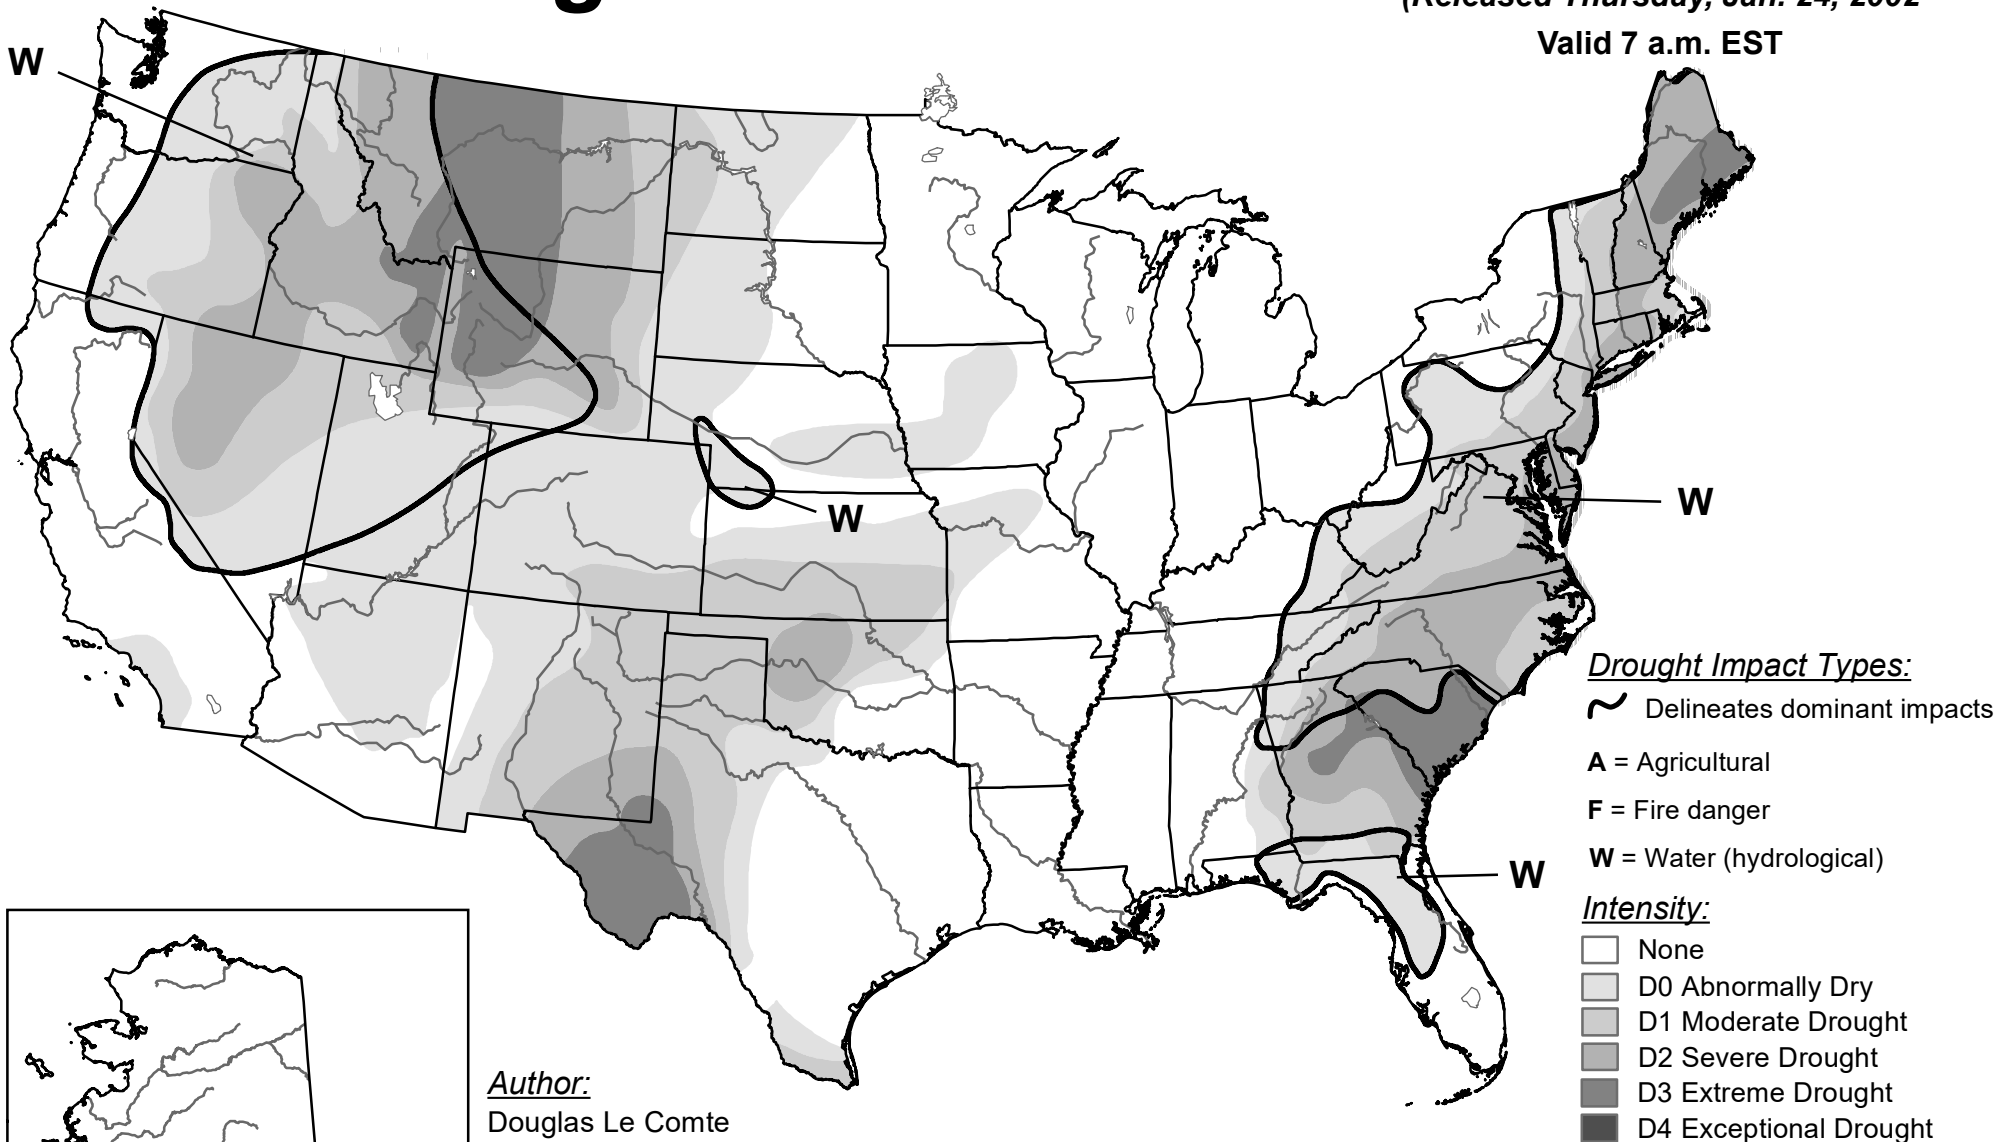 (Released Thursday, Jan. 24, 2002
Valid 7 a.m. EST
W
W
W
W
Drought Impact Types:
Delineates dominant impacts
A = Agricultural
F = Fire danger
W = Water (hydrological)
Intensity:
None
D0 Abnormally Dry
D1 Moderate Drought
D2 Severe Drought
D3 Extreme Drought
D4 Exceptional Drought
Author:
Douglas Le Comte